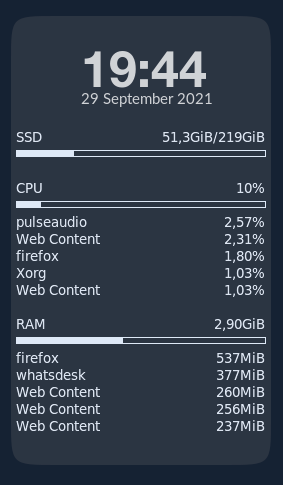 19:44
29 September 2021
SSD 51,3GiB/219GiB
CPU 10%
pulseaudio 2,57%
Web Content 2,31%
firefox 1,80%
Xorg 1,03%
Web Content 1,03%
RAM 2,90GiB
firefox 537MiB
whatsdesk 377MiB
Web Content 260MiB
Web Content 256MiB
Web Content 237MiB